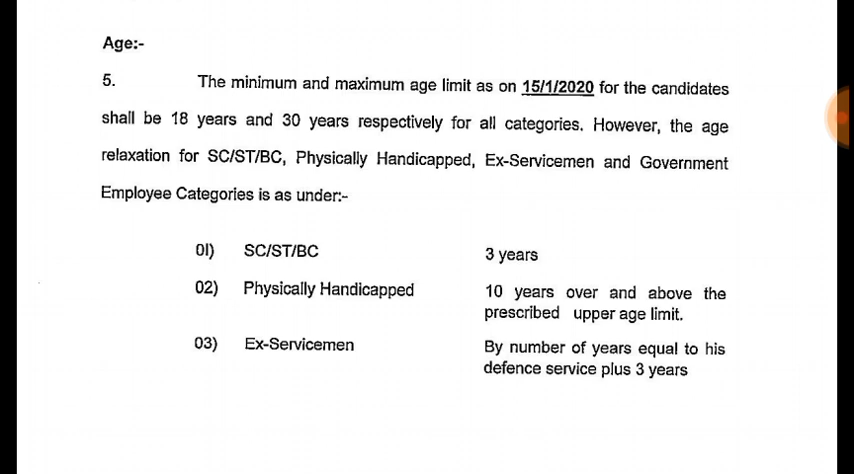 Age:-
5. The minimum and maximum age limit as on 15/1/2020 for the candidates
shall be 18 years and 30 years respectively for all categories. However, the age
relaxation for SC/ST/BC, Physically Handicapped, Ex-Servicemen and Government
Employee Categories is as under:-
01) SC/ST/BC 3 years
02) Physically Handicapped 10 years over and above the
prescribed upper age limit.
03) Ex-Servicemen By number of years equal to his
defence service plus 3 years